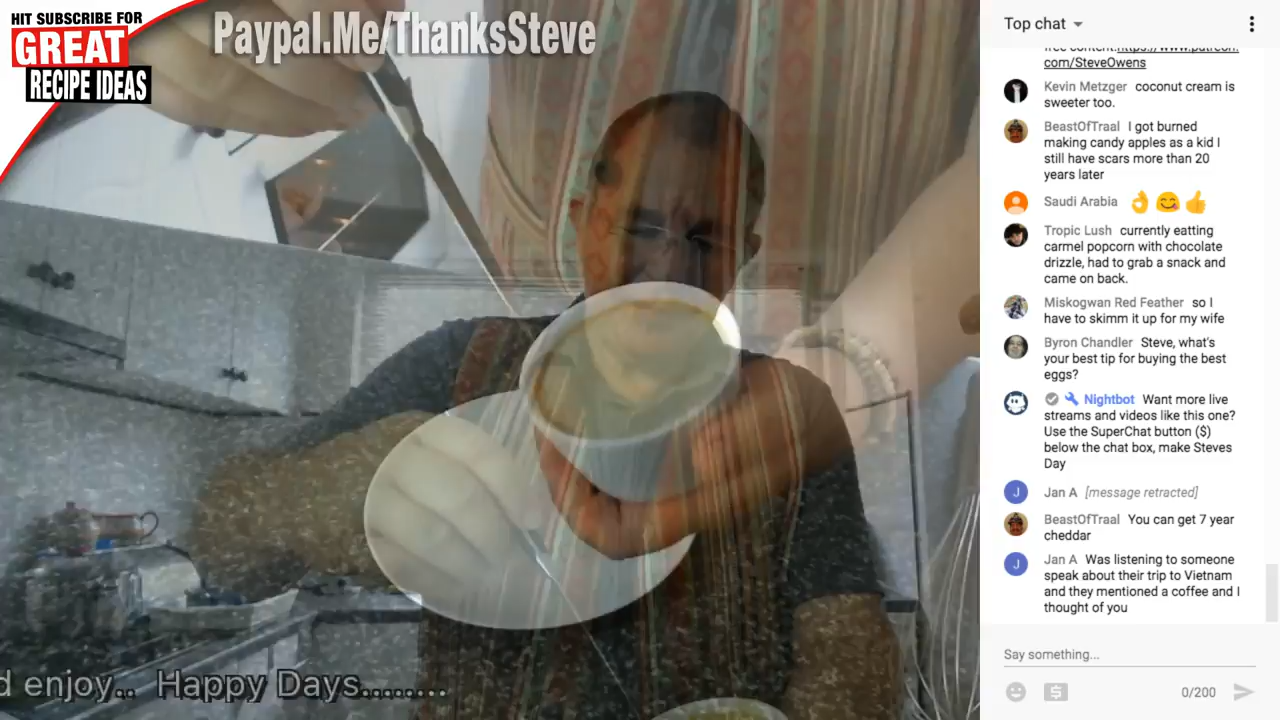 HIT SUBSCRIBE FOR
GREAT
RECIPE IDEAS
Paypal.Me/ThanksSteve
d enjoy.. Happy Days........
Top chat
free content.https://www.patreon.
com/SteveOwens
Kevin Metzger coconut cream is
sweeter too.
BeastOfTraal I got burned
making candy apples as a kid I
still have scars more than 20
years later
Saudi Arabia 👌😋👍
Tropic Lush currently eatting
carmel popcorn with chocolate
drizzle, had to grab a snack and
came on back.
Miskogwan Red Feather so I
have to skimm it up for my wife
Byron Chandler Steve, what's
your best tip for buying the best
eggs?
Nightbot Want more live
streams and videos like this one?
Use the SuperChat button ($)
below the chat box, make Steves
Day
J Jan A [message retracted]
BeastOfTraal You can get 7 year
cheddar
J Jan A Was listening to someone
speak about their trip to Vietnam
and they mentioned a coffee and I
thought of you
Say something...
0/200